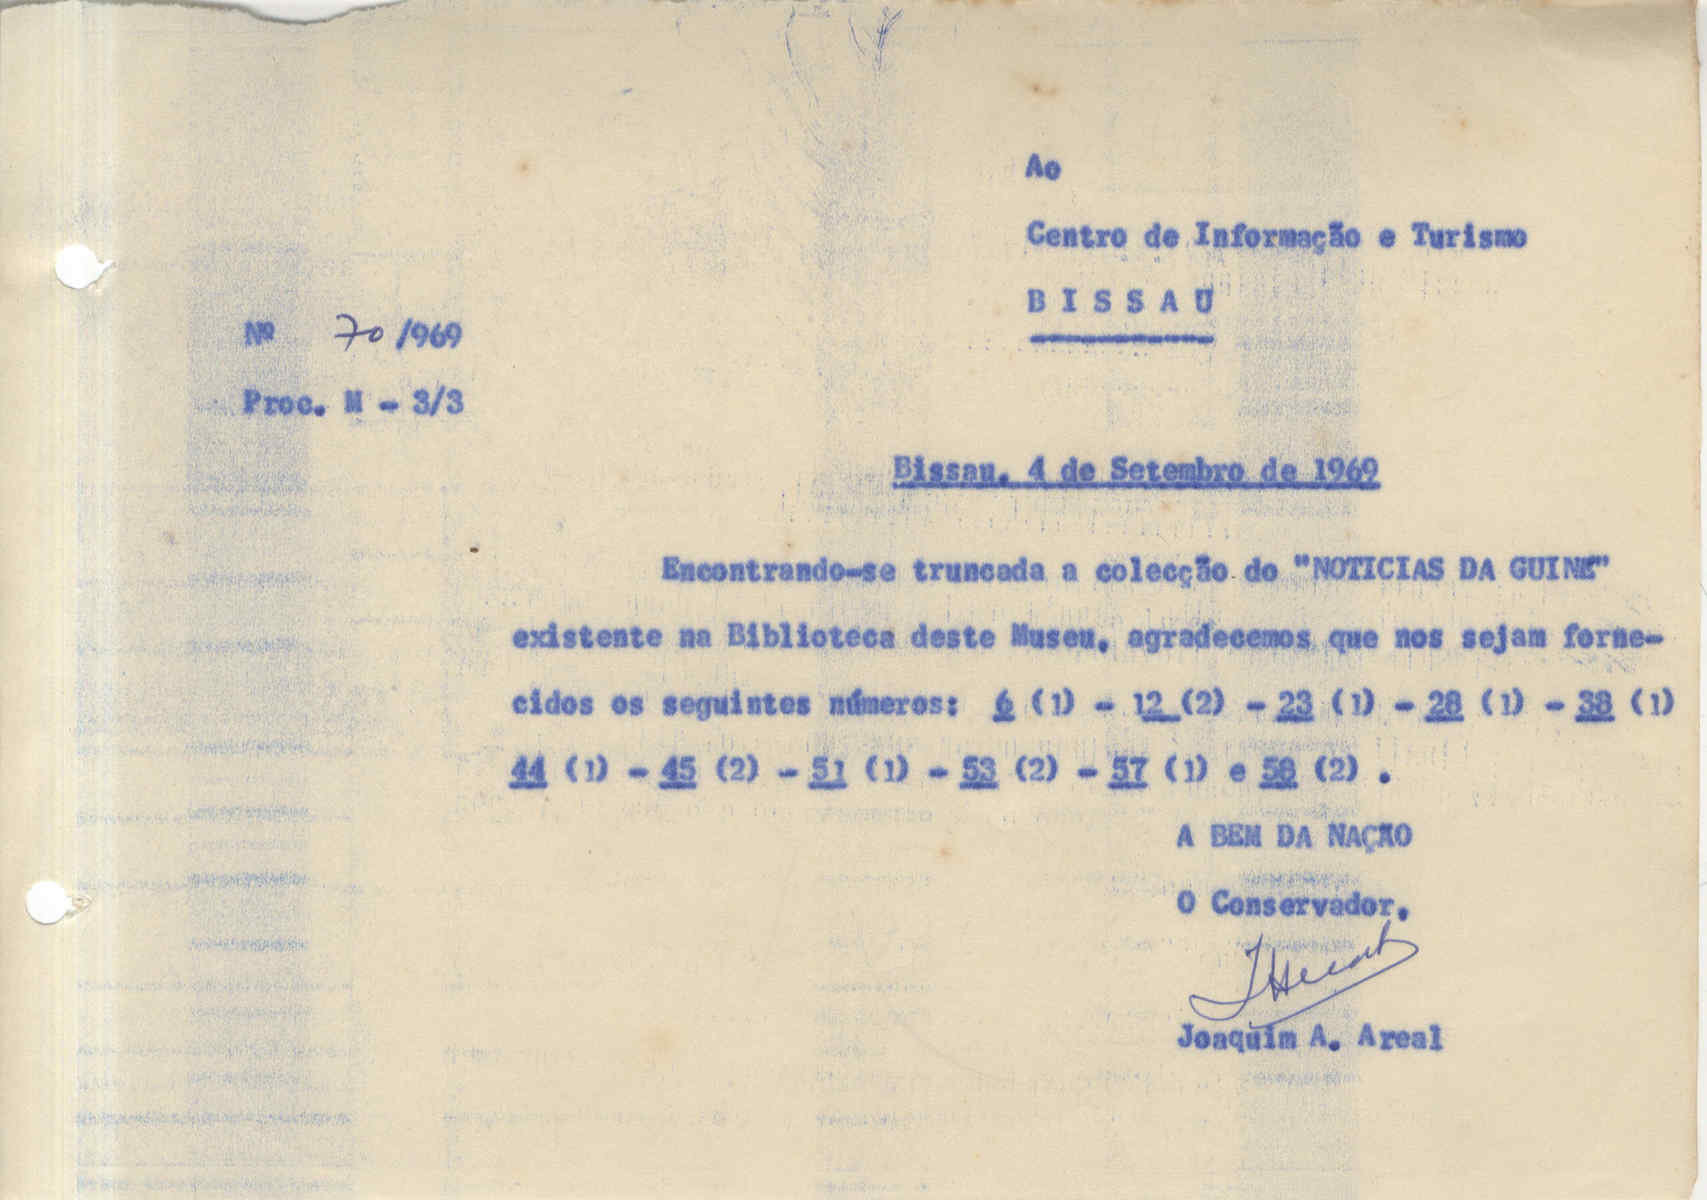 Ao
Centro de Informação e Turismo
B I S S A U
Nº 70/969
Proc. M - 3/3
Bissau, 4 de Setembro de 1969
Encontrando-se truncada a colecção do "NOTICIAS DA GUINÉ"
existente na Biblioteca deste Museu, agradecemos que nos sejam forne-
cidos os seguintes números: 6 (1) - 12 (2) - 23 (1) - 28 (1) - 38 (1)
44 (1) - 45 (2) - 51 (1) - 53 (2) - 57 (1) e 58 (2) .
A BEM DA NAÇÃO
O Conservador,
Joaquim A. Areal